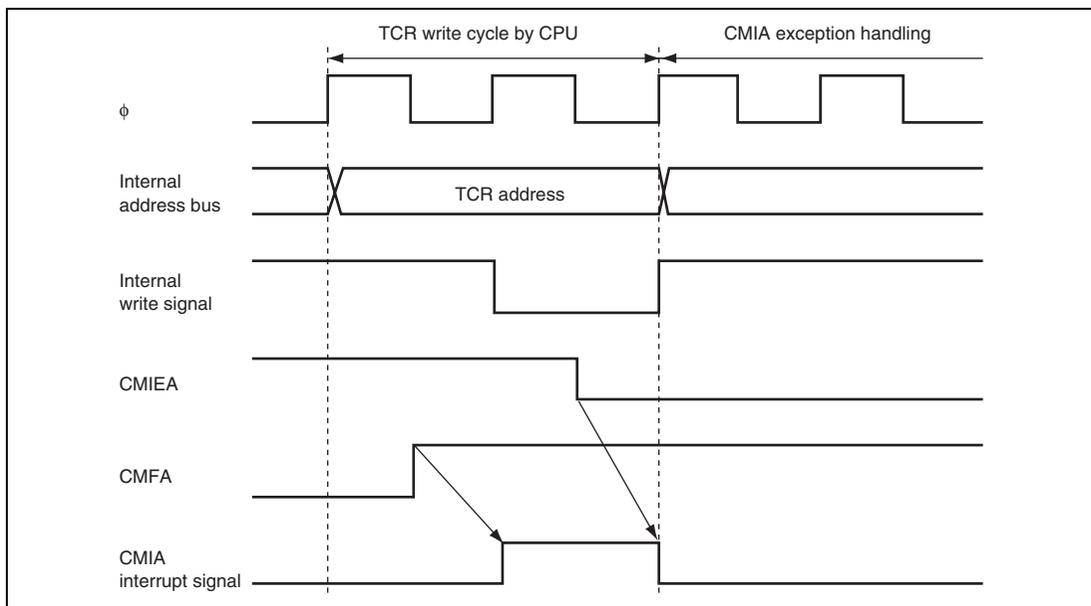 TCR write cycle by CPU
CMIA exception handling
ϕ
Internal
address bus
TCR address
Internal
write signal
CMIEA
CMFA
CMIA
interrupt signal